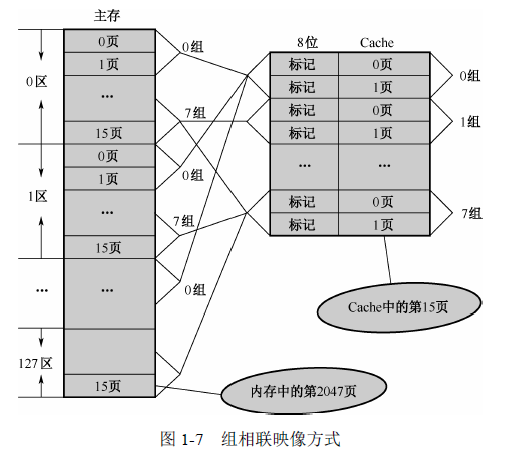 主存
0页
1页
...
15页
0页
1页
...
15页
...
15页
0区
1区
...
127区
0组
7组
0组
7组
0组
8位 Cache
标记 0页
标记 1页
标记 0页
标记 1页
... ...
标记 0页
标记 1页
0组
1组
7组
Cache中的第15页
内存中的第2047页
图 1-7 组相联映像方式